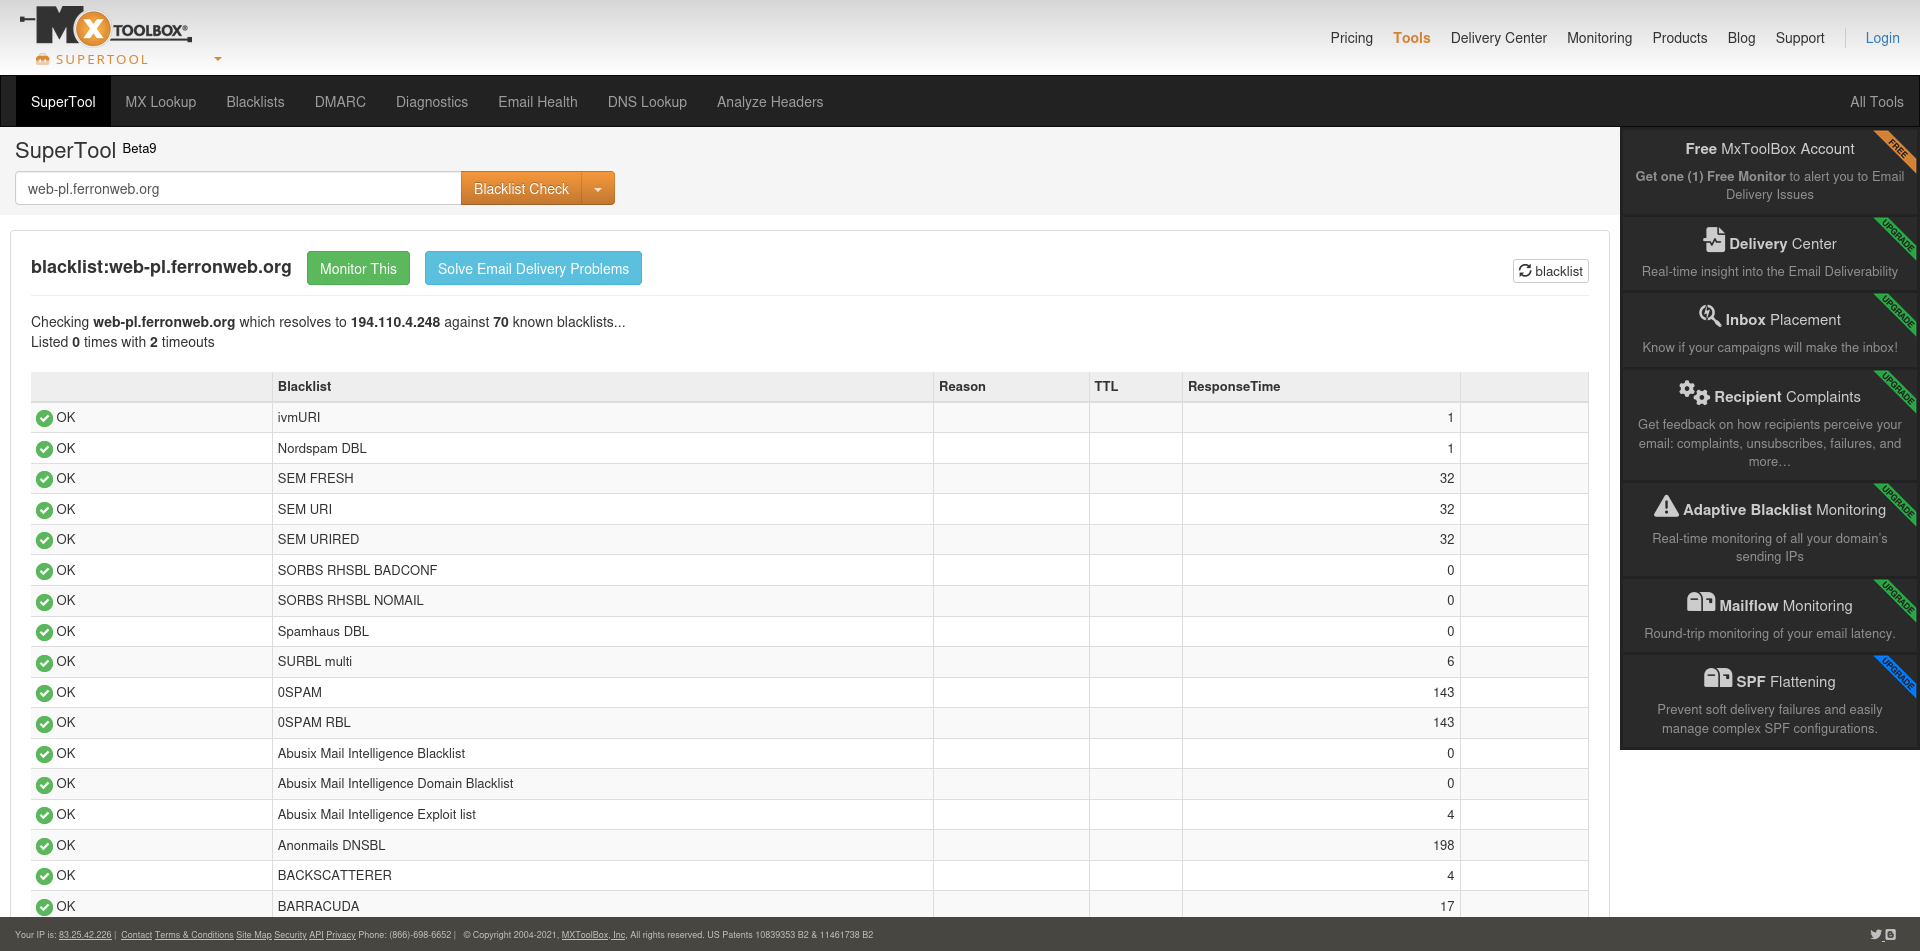 MX TOOLBOX®
SUPERTOOL
Pricing Tools Delivery Center Monitoring Products Blog Support Login
SuperTool MX Lookup Blacklists DMARC Diagnostics Email Health DNS Lookup Analyze Headers All Tools
SuperTool Beta9
web-pl.ferronweb.org Blacklist Check
blacklist:web-pl.ferronweb.org Monitor This Solve Email Delivery Problems blacklist
Checking web-pl.ferronweb.org which resolves to 194.110.4.248 against 70 known blacklists...
Listed 0 times with 2 timeouts
Blacklist Reason TTL ResponseTime
OK ivmURI 1
OK Nordspam DBL 1
OK SEM FRESH 32
OK SEM URI 32
OK SEM URIRED 32
OK SORBS RHSBL BADCONF 0
OK SORBS RHSBL NOMAIL 0
OK Spamhaus DBL 0
OK SURBL multi 6
OK 0SPAM 143
OK 0SPAM RBL 143
OK Abusix Mail Intelligence Blacklist 0
OK Abusix Mail Intelligence Domain Blacklist 0
OK Abusix Mail Intelligence Exploit list 4
OK Anonmails DNSBL 198
OK BACKSCATTERER 4
OK BARRACUDA 17
Free MxToolBox Account
FREE
Get one (1) Free Monitor to alert you to Email
Delivery Issues
Delivery Center
UPGRADE
Real-time insight into the Email Deliverability
Inbox Placement
UPGRADE
Know if your campaigns will make the inbox!
Recipient Complaints
UPGRADE
Get feedback on how recipients perceive your
email: complaints, unsubscribes, failures, and
more…
Adaptive Blacklist Monitoring
UPGRADE
Real-time monitoring of all your domain's
sending IPs
Mailflow Monitoring
UPGRADE
Round-trip monitoring of your email latency.
SPF Flattening
UPGRADE
Prevent soft delivery failures and easily
manage complex SPF configurations.
Your IP is: 83.25.42.226 | Contact Terms & Conditions Site Map Security API Privacy Phone: (866)-698-6652 | © Copyright 2004-2021, MXToolBox, Inc, All rights reserved. US Patents 10839353 B2 & 11461738 B2